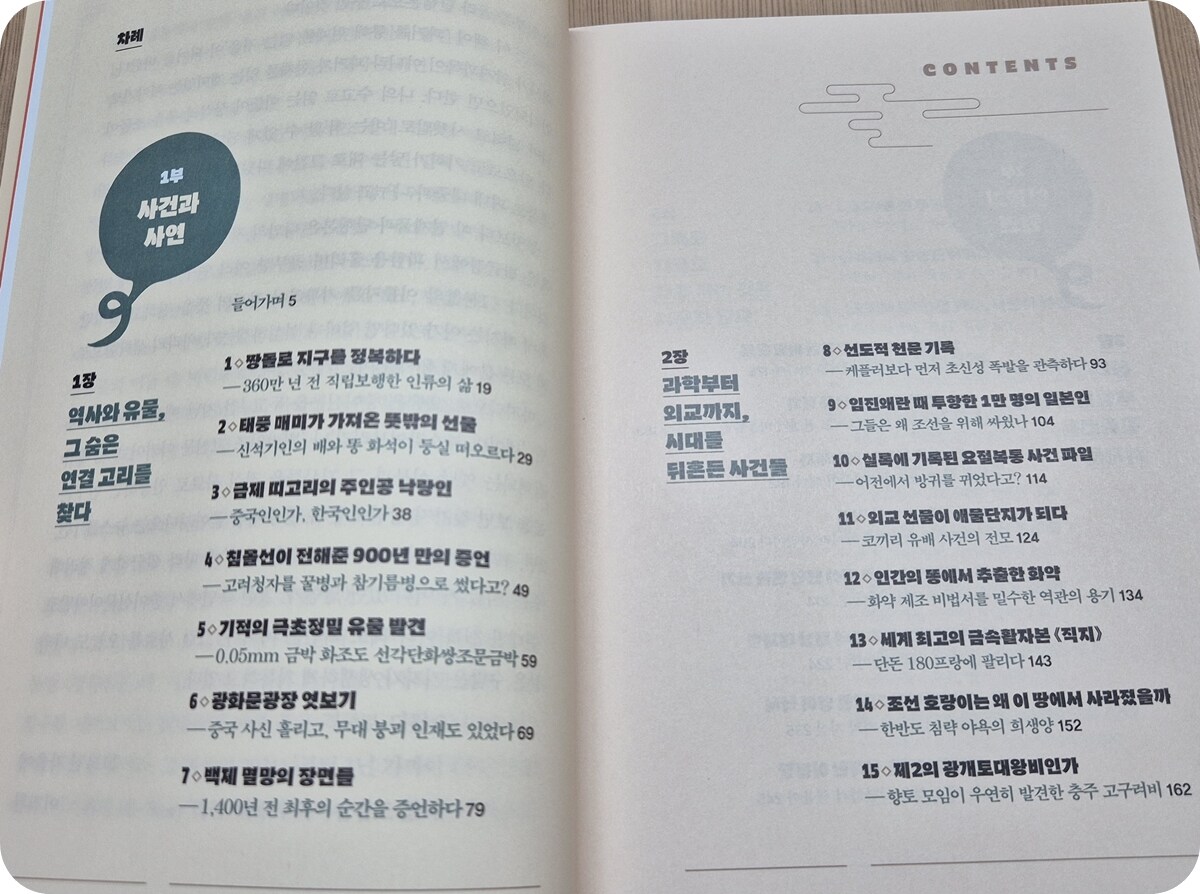 차례
1부
사건과
사연
들어가며 5
1장
역사와 유물,
그 숨은
연결 고리를
찾다
1◇짱돌로 지구를 정복하다
—360만 년 전 직립보행한 인류의 삶 19
2◇태풍 매미가 가져온 뜻밖의 선물
—신석기인의 배와 똥 화석이 둥실 떠오르다 29
3◇금제 띠고리의 주인공 낙랑인
—중국인인가, 한국인인가 38
4◇침몰선이 전해준 900년 만의 증언
—고려청자를 꿀병과 참기름병으로 썼다고? 49
5◇기적의 극초정밀 유물 발견
—0.05mm 금박 화조도 선각단화쌍조문금박 59
6◇광화문광장 엿보기
—중국 사신 홀리고, 무대 붕괴 인재도 있었다 69
7◇백제 멸망의 장면들
—1,400년 전 최후의 순간을 증언하다 79
CONTENTS
2장
과학부터
외교까지,
시대를
뒤흔든 사건들
8◇선도적 천문 기록
—케플러보다 먼저 초신성 폭발을 관측하다 93
9◇임진왜란 때 투항한 1만 명의 일본인
—그들은 왜 조선을 위해 싸웠나 104
10◇실록에 기록된 요절복통 사건 파일
—어전에서 방귀를 뀌었다고? 114
11◇외교 선물이 애물단지가 되다
—코끼리 유배 사건의 전모 124
12◇인간의 똥에서 추출한 화약
—화약 제조 비법서를 밀수한 역관의 용기 134
13◇세계 최고의 금속활자본 《직지》
—단돈 180프랑에 팔리다 143
14◇조선 호랑이는 왜 이 땅에서 사라졌을까
—한반도 침략 야욕의 희생양 152
15◇제2의 광개토대왕비인가
—향토 모임이 우연히 발견한 충주 고구려비 162